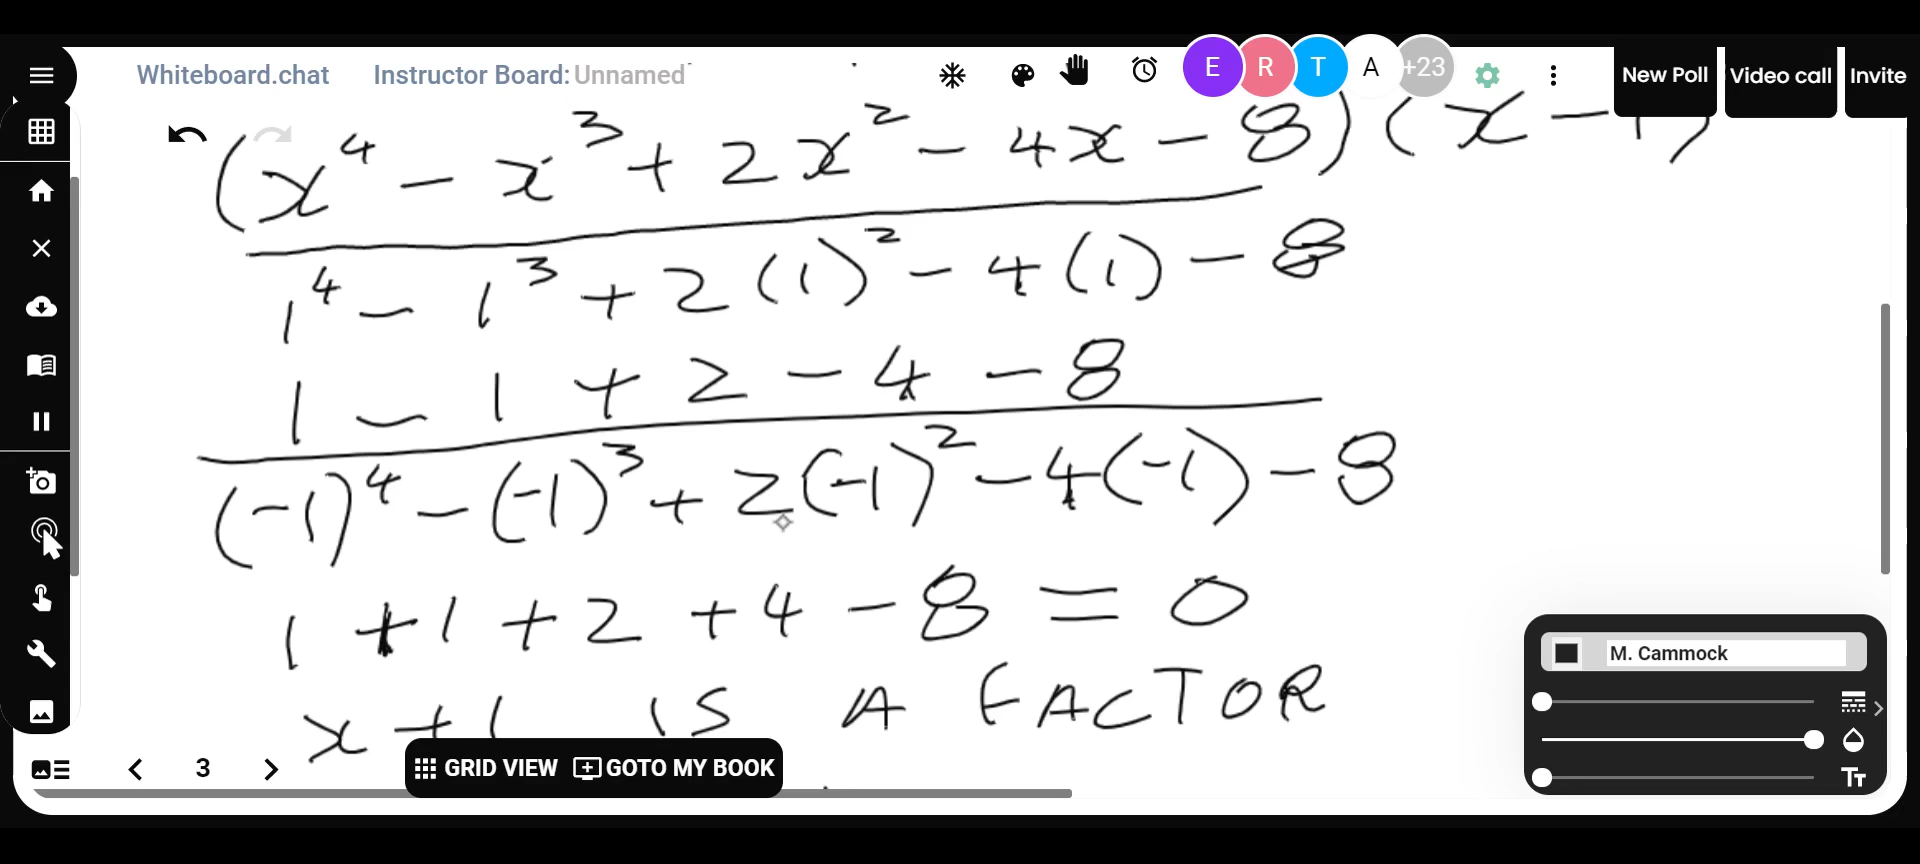 Whiteboard.chat Instructor Board: Unnamed E R T A +23 New Poll Video call Invite
(x⁴ - x³ + 2x² - 4x - 8) (x - 1)
1⁴ - 1³ + 2(1)² - 4(1) - 8
1 - 1 + 2 - 4 - 8
(-1)⁴ - (-1)³ + 2(-1)² - 4(-1) - 8
1 + 1 + 2 + 4 - 8 = 0
M. Cammock
x + 1 IS A FACTOR
3 GRID VIEW GOTO MY BOOK
Tт